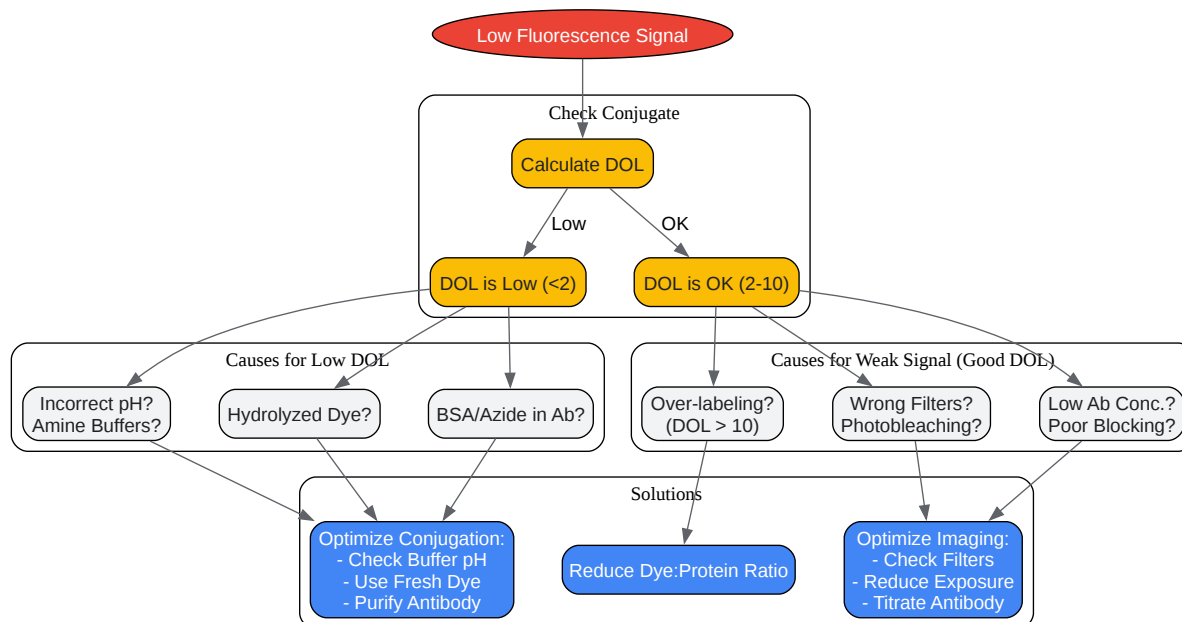 Low Fluorescence Signal
Check Conjugate
Calculate DOL
Low
OK
DOL is Low (<2)
DOL is OK (2-10)
Causes for Low DOL
Causes for Weak Signal (Good DOL)
Incorrect pH?
Amine Buffers?
Hydrolyzed Dye?
BSA/Azide in Ab?
Over-labeling?
(DOL > 10)
Wrong Filters?
Photobleaching?
Low Ab Conc.?
Poor Blocking?
Solutions
Optimize Conjugation:
- Check Buffer pH
- Use Fresh Dye
- Purify Antibody
Reduce Dye:Protein Ratio
Optimize Imaging:
- Check Filters
- Reduce Exposure
- Titrate Antibody